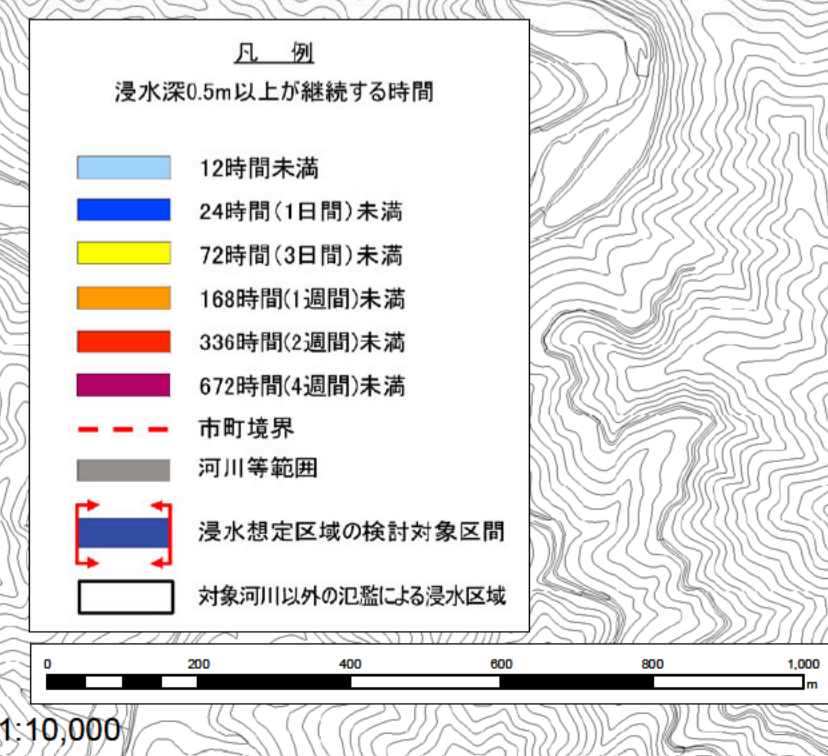 凡 例
浸水深0.5m以上が継続する時間
12時間未満
24時間(1日間)未満
72時間(3日間)未満
168時間(1週間)未満
336時間(2週間)未満
672時間(4週間)未満
市町境界
河川等範囲
浸水想定区域の検討対象区間
対象河川以外の氾濫による浸水区域
0 200 400 600 800 1,000
m
1:10,000